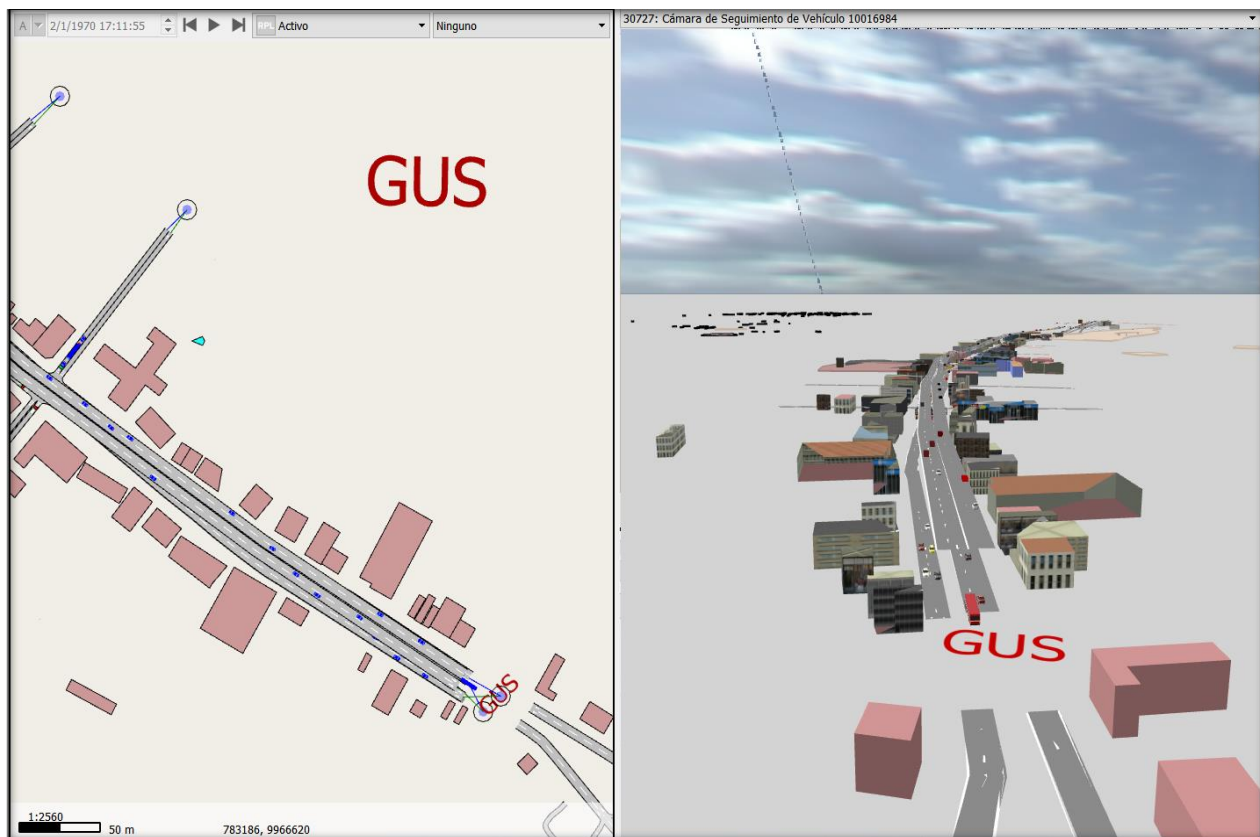 A 2/1/1970 17:11:55 RPL Activo Ninguno
GUS
GUS
1:2560
50 m 783186, 9966620
30727: Cámara de Seguimiento de Vehículo 10016984
GUS